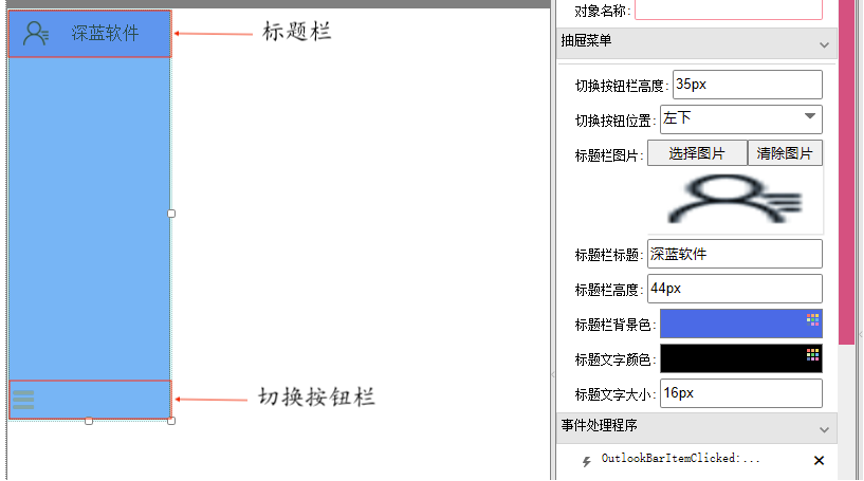 深蓝软件
标题栏
切换按钮栏
对象名称:
抽屉菜单
切换按钮栏高度: 35px
切换按钮位置: 左下
标题栏图片: 选择图片 清除图片
标题栏标题: 深蓝软件
标题栏高度: 44px
标题栏背景色:
标题文字颜色:
标题文字大小: 16px
事件处理程序
OutlookBarItemClicked:...